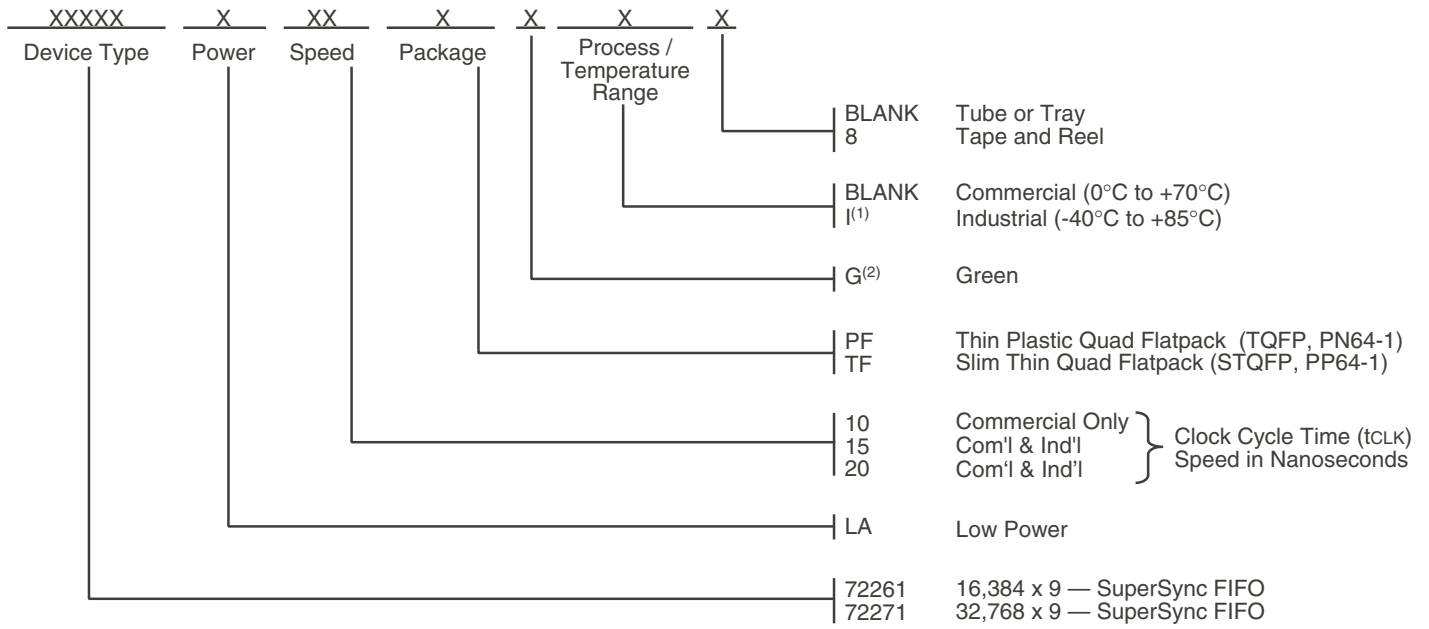 XXXXX X XX X X X X
Device Type Power Speed Package Process /
Temperature
Range
BLANK Tube or Tray
8 Tape and Reel
BLANK Commercial (0°C to +70°C)
I(1) Industrial (-40°C to +85°C)
G(2) Green
PF Thin Plastic Quad Flatpack (TQFP, PN64-1)
TF Slim Thin Quad Flatpack (STQFP, PP64-1)
10 Commercial Only
15 Com'l & Ind'l
20 Com‘l & Ind’l
Clock Cycle Time (tCLK)
Speed in Nanoseconds
LA Low Power
72261 16,384 x 9 — SuperSync FIFO
72271 32,768 x 9 — SuperSync FIFO